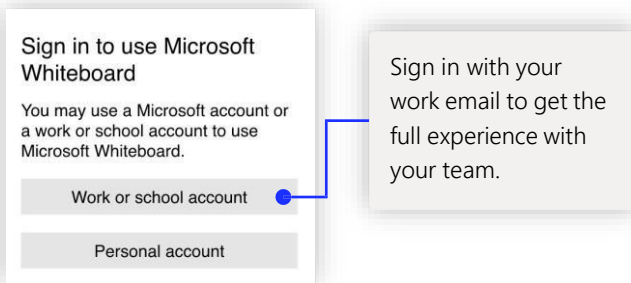 Sign in to use Microsoft
Whiteboard
You may use a Microsoft account or
a work or school account to use
Microsoft Whiteboard.
Work or school account
Personal account
Sign in with your
work email to get the
full experience with
your team.